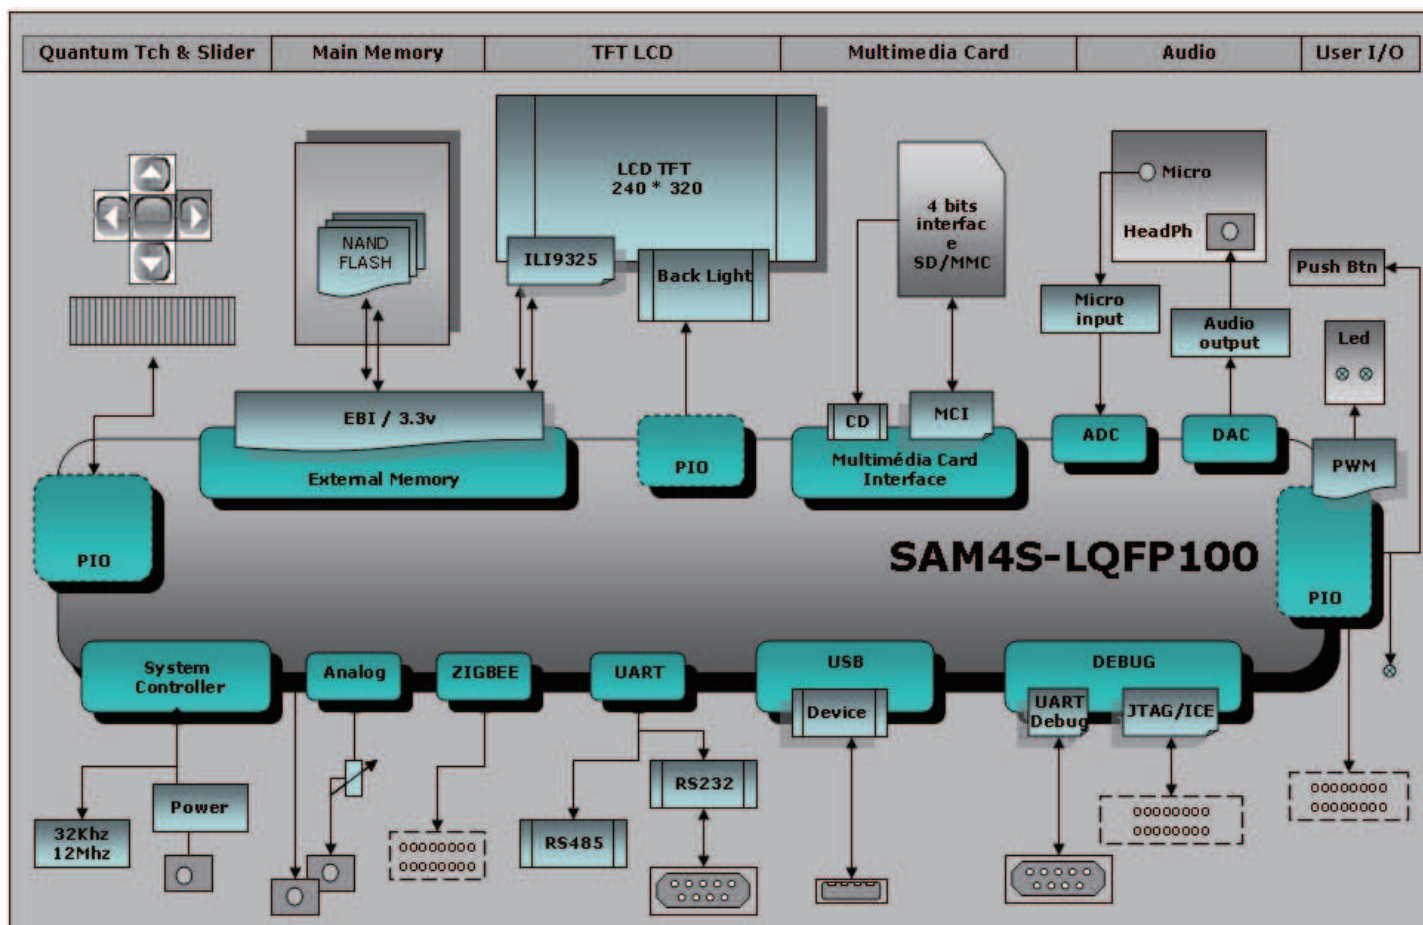 Quantum Tch & Slider
Main Memory
TFT LCD
Multimedia Card
Audio
User I/O
LCD TFT
240 * 320
4 bits
interfac
e
SD/MMC
Micro
HeadPh
NAND
FLASH
ILI9325
Back Light
Push Btn
Micro
input
Audio
output
Led
EBI / 3.3v
CD
MCI
ADC
DAC
PWM
External Memory
PIO
Multimédia Card
Interface
PIO
SAM4S-LQFP100
PIO
System
Controller
Analog
ZIGBEE
UART
USB
DEBUG
Device
UART
Debug
JTAG/ICE
Power
RS232
32Khz
12Mhz
RS485